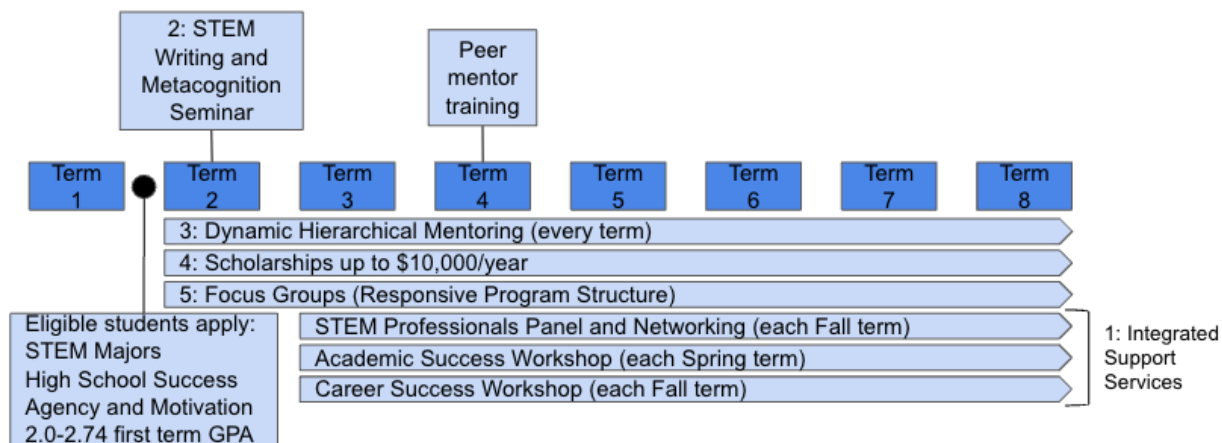 2: STEM
Writing and
Metacognition
Seminar
Peer
mentor
training
Term
1
Term
2
Term
3
Term
4
Term
5
Term
6
Term
7
Term
8
3: Dynamic Hierarchical Mentoring (every term)
4: Scholarships up to $10,000/year
5: Focus Groups (Responsive Program Structure)
Eligible students apply:
STEM Majors
High School Success
Agency and Motivation
2.0-2.74 first term GPA
STEM Professionals Panel and Networking (each Fall term)
Academic Success Workshop (each Spring term)
Career Success Workshop (each Fall term)
1: Integrated
Support
Services